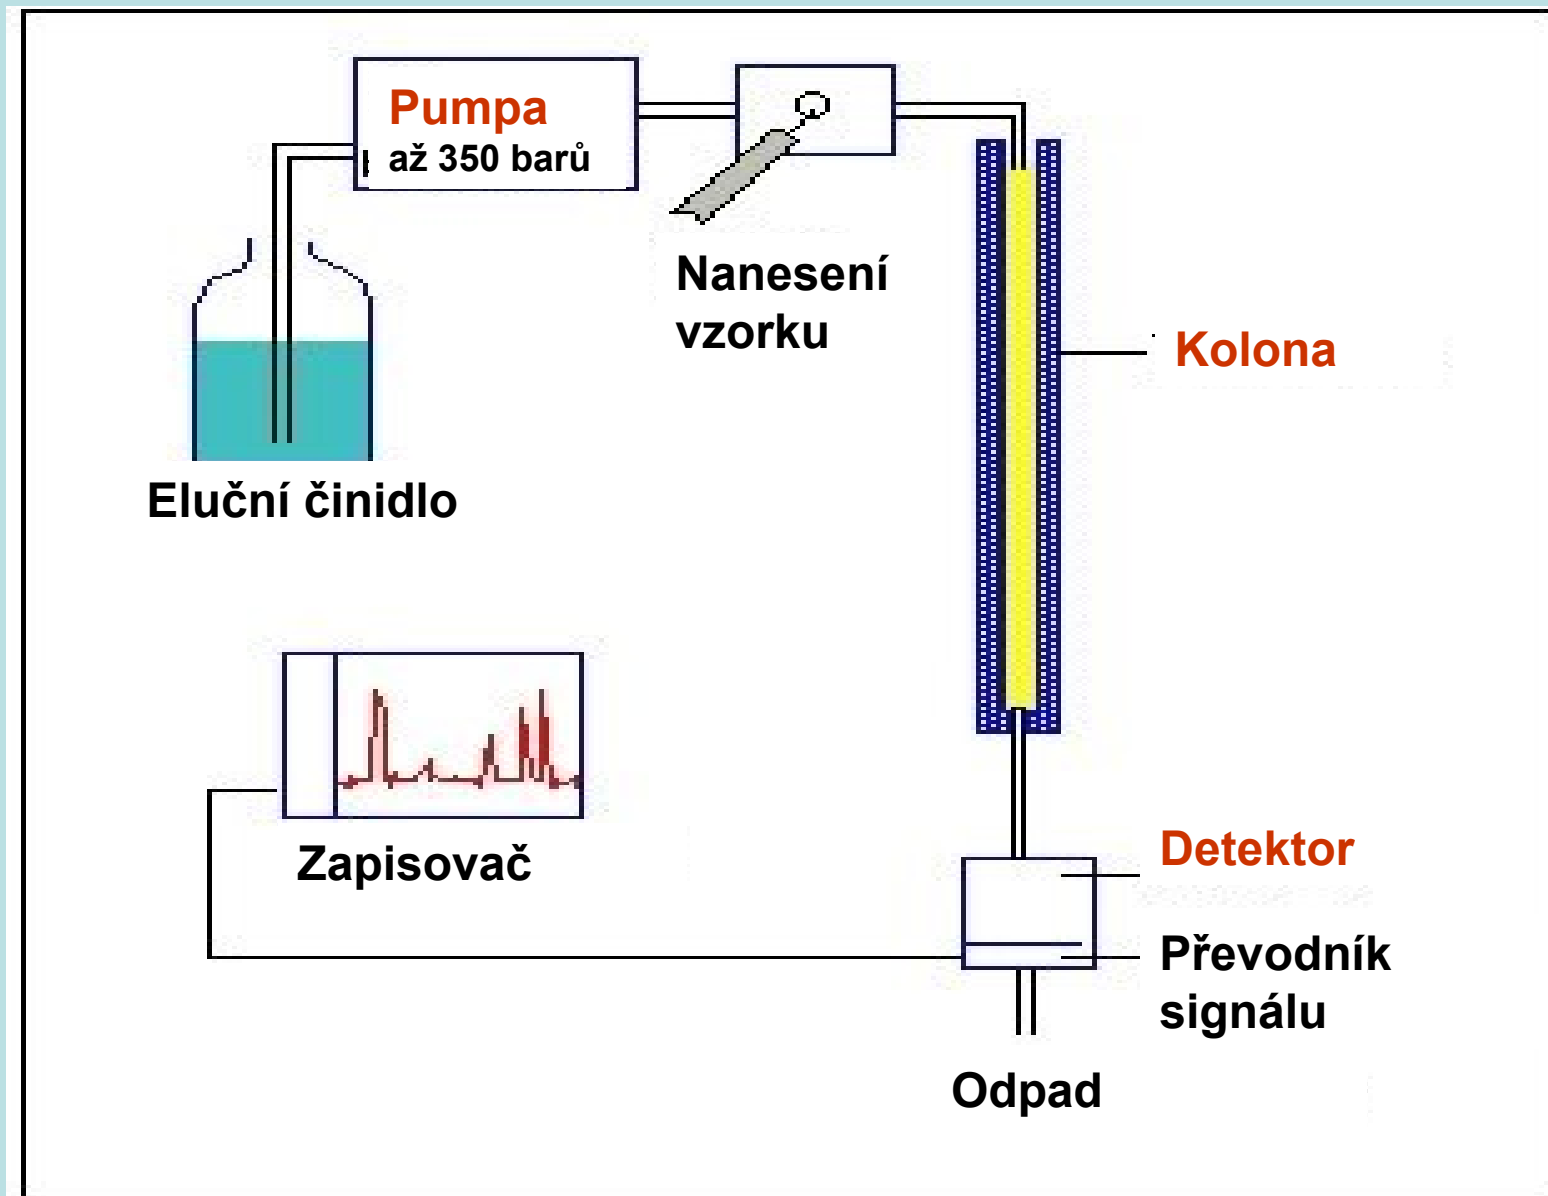 Pumpa
až 350 barů
Nanesení
vzorku
Kolona
Eluční činidlo
Zapisovač
Detektor
Převodník
signálu
Odpad